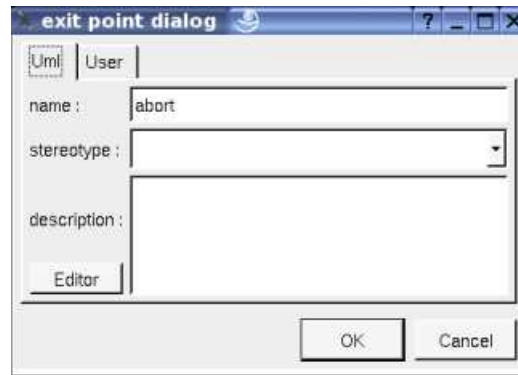 exit point dialog
Uml User
name : abort
stereotype :
description :
Editor
OK Cancel